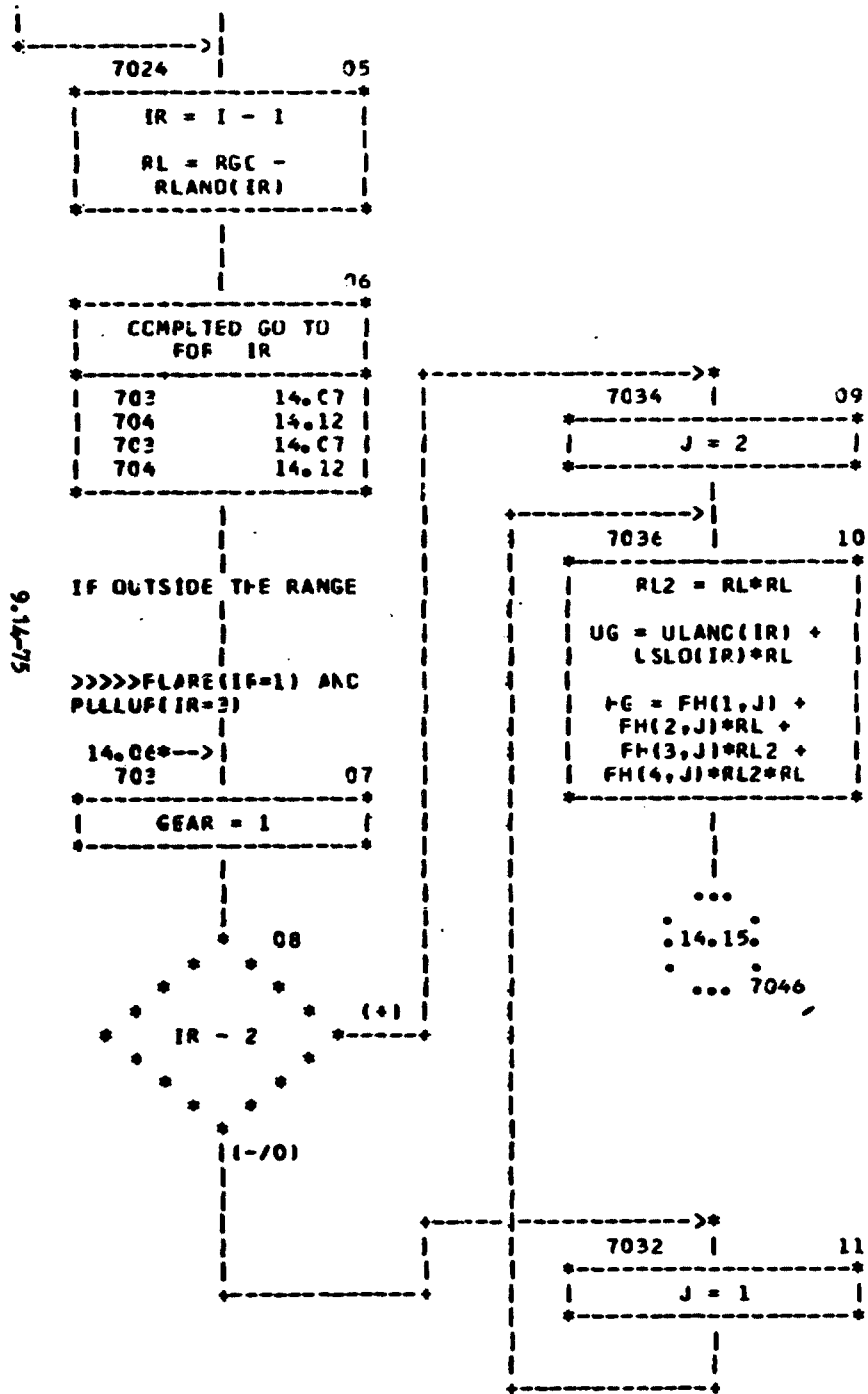 7024 05
IR = I - 1
RL = RGC -
RLAND(IR)
06
COMPLTED GO TO
FOR IR
703 14.C7
704 14.12
703 14.C7
704 14.12
IF OUTSIDE THE RANGE
>>>>>FLARE(IR=1) AND
PULLUP(IR=3)
14.06*-->
703 07
GEAR = 1
08
IR - 2
(+)
(-/0)
7034 09
J = 2
7036 10
RL2 = RL*RL
UG = ULANC(IR) +
USLO(IR)*RL
HG = FH(1,J) +
FH(2,J)*RL +
FH(3,J)*RL2 +
FH(4,J)*RL2*RL
14.15.
7046
7032 11
J = 1
9.14-75